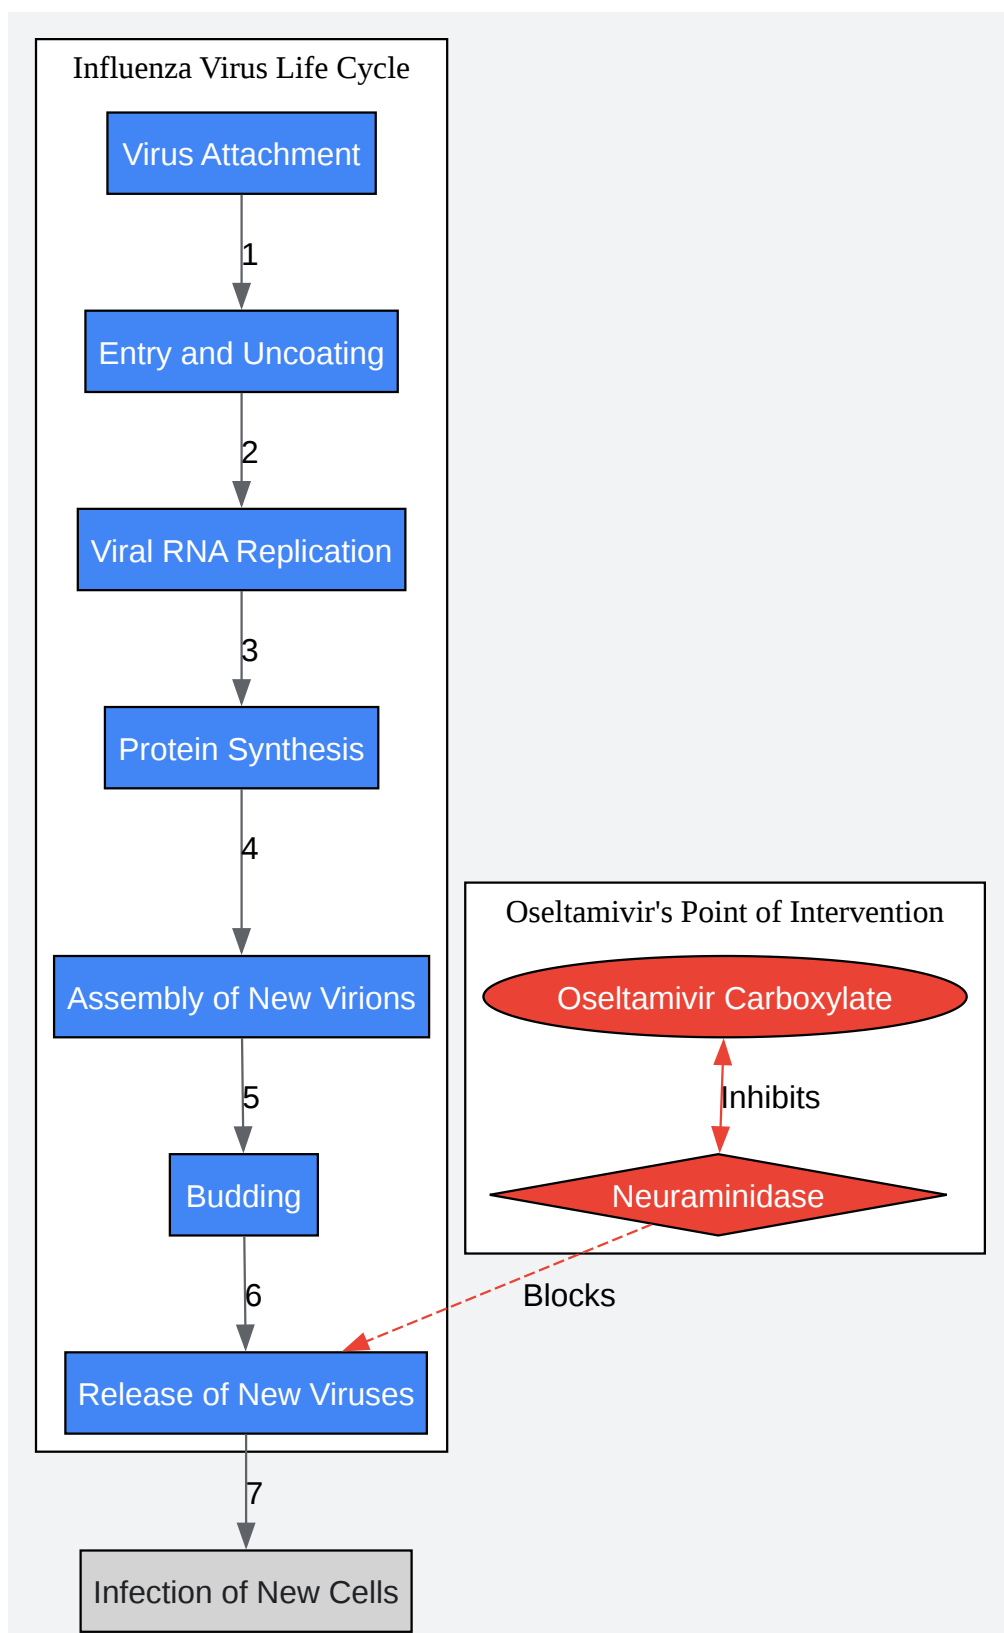 Influenza Virus Life Cycle
Virus Attachment
1
Entry and Uncoating
2
Viral RNA Replication
3
Protein Synthesis
4
Assembly of New Virions
5
Budding
6
Release of New Viruses
7
Infection of New Cells
Oseltamivir's Point of Intervention
Oseltamivir Carboxylate
Inhibits
Neuraminidase
Blocks